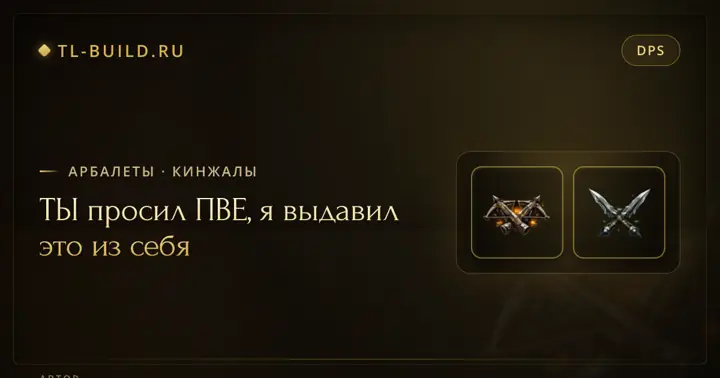 TL-BUILD.RU
DPS
АРБАЛЕТЫ · КИНЖАЛЫ
ТЫ просил ПВЕ, я выдавил
это из себя